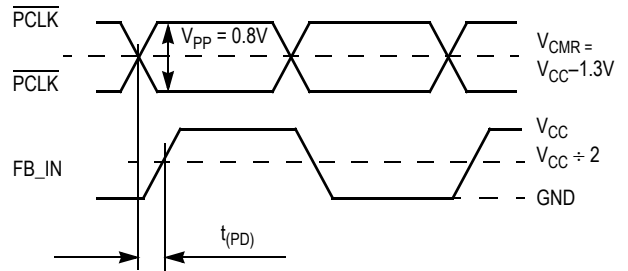 PCLK
V_PP = 0.8V
V_CMR =
V_CC–1.3V
PCLK
V_CC
V_CC ÷ 2
FB_IN
GND
t_(PD)